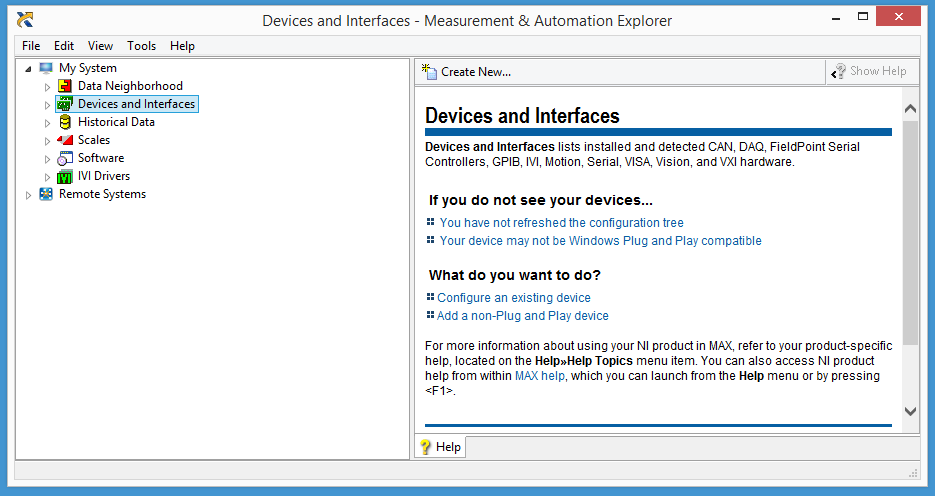 Devices and Interfaces - Measurement & Automation Explorer
File Edit View Tools Help
My System
Data Neighborhood
Devices and Interfaces
Historical Data
Scales
Software
IVI Drivers
Remote Systems
Create New...
Show Help
Devices and Interfaces
Devices and Interfaces lists installed and detected CAN, DAQ, FieldPoint Serial
Controllers, GPIB, IVI, Motion, Serial, VISA, Vision, and VXI hardware.
If you do not see your devices...
You have not refreshed the configuration tree
Your device may not be Windows Plug and Play compatible
What do you want to do?
Configure an existing device
Add a non-Plug and Play device
For more information about using your NI product in MAX, refer to your product-specific
help, located on the Help»Help Topics menu item. You can also access NI product
help from within MAX help, which you can launch from the Help menu or by pressing
<F1>.
Help